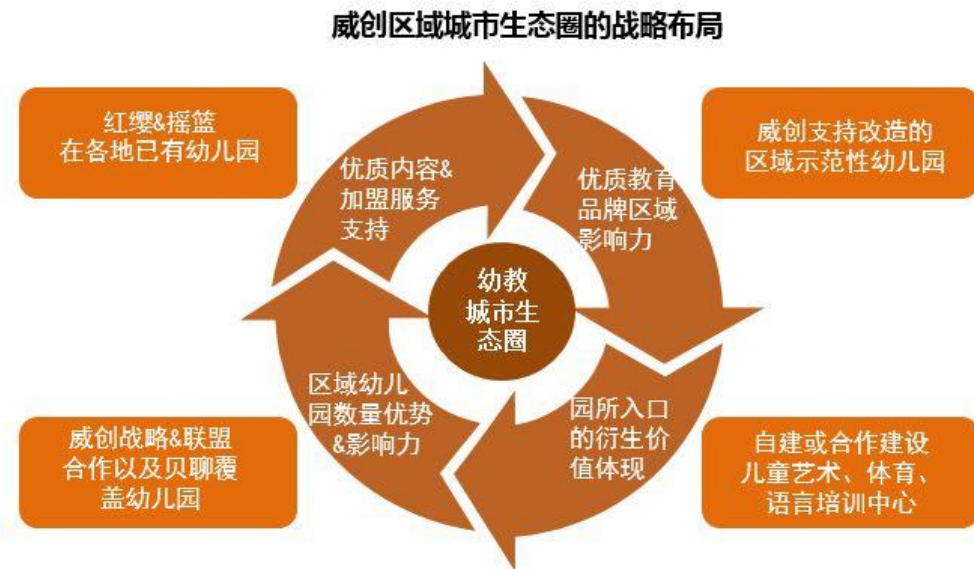 威创区域城市生态圈的战略布局
红缨&摇篮
在各地已有幼儿园
优质内容&
加盟服务
支持
优质教育
品牌区域
影响力
威创支持改造的
区域示范性幼儿园
幼教
城市生
态圈
区域幼儿
园数量优势
&影响力
园所入口
的衍生价
值体现
威创战略&联盟
合作以及贝聊覆
盖幼儿园
自建或合作建设
儿童艺术、体育、
语言培训中心